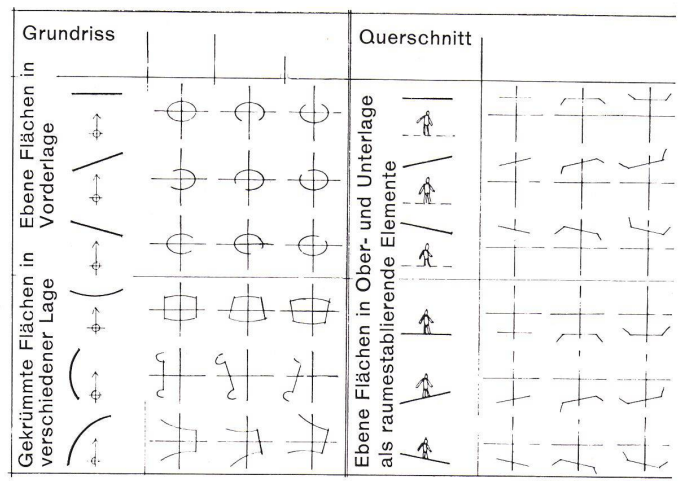 Grundriss
Querschnitt
Ebene Flächen in
Vorderlage
Gekrümmte Flächen in
verschiedener Lage
Ebene Flächen in Ober- und Unterlage
als raumestablierende Elemente